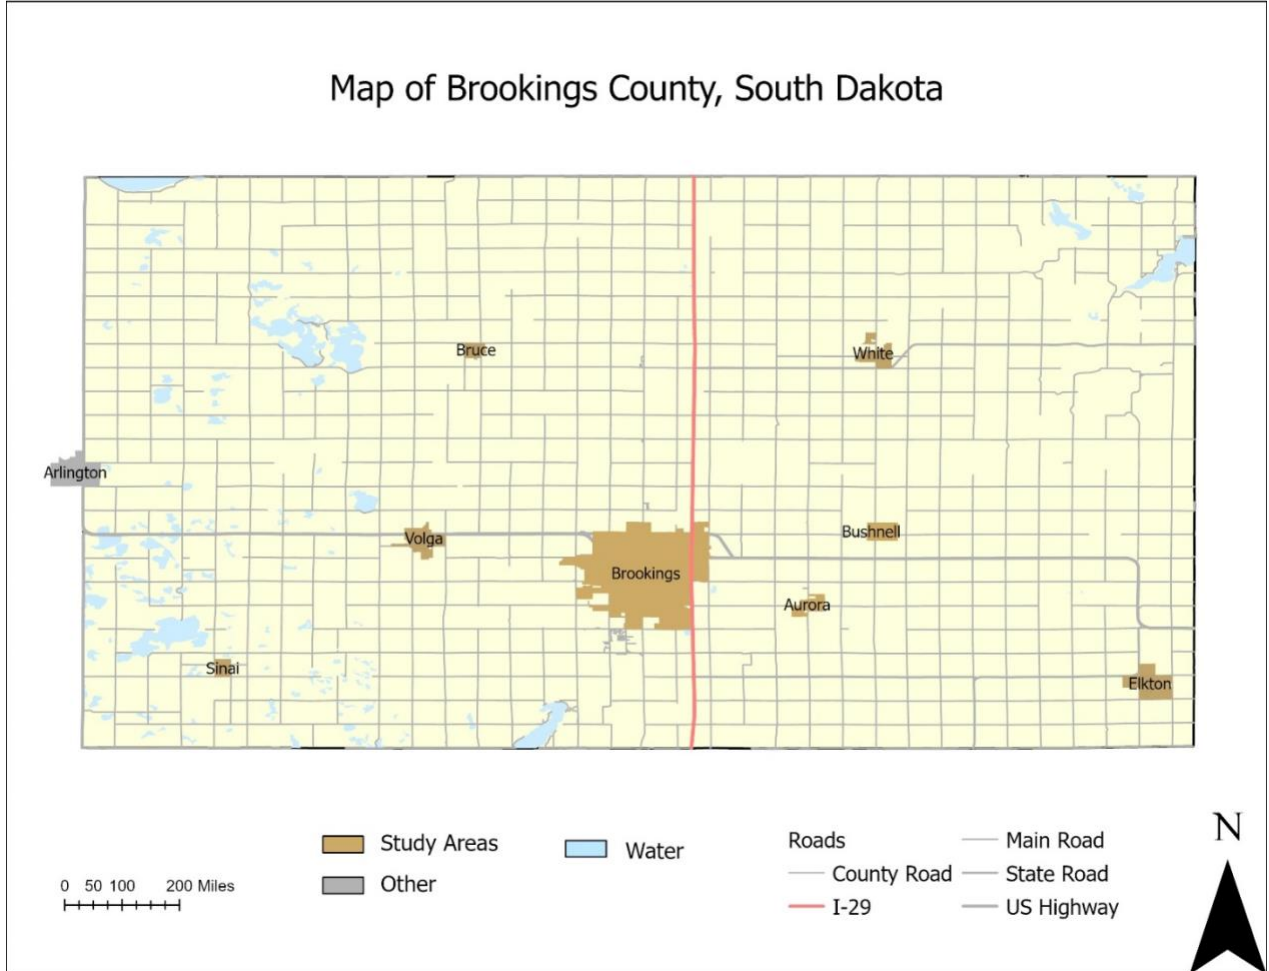 Map of Brookings County, South Dakota
Bruce
White
Arlington
Volga
Bushnell
Brookings
Aurora
Sinai
Elkton
Study Areas
Other
Water
Roads
County Road
I-29
Main Road
State Road
US Highway
0 50 100 200 Miles
N